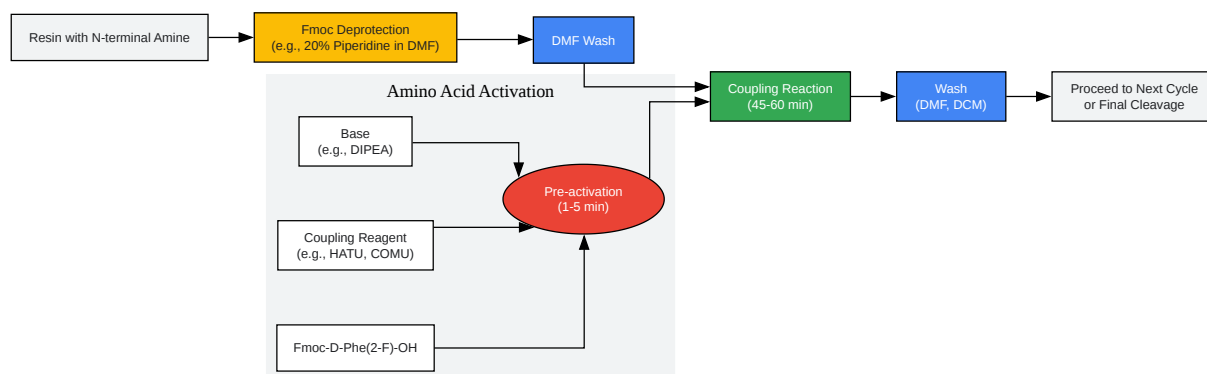 Resin with N-terminal Amine
Fmoc Deprotection
(e.g., 20% Piperidine in DMF)
DMF Wash
Amino Acid Activation
Base
(e.g., DIPEA)
Coupling Reagent
(e.g., HATU, COMU)
Fmoc-D-Phe(2-F)-OH
Pre-activation
(1-5 min)
Coupling Reaction
(45-60 min)
Wash
(DMF, DCM)
Proceed to Next Cycle
or Final Cleavage